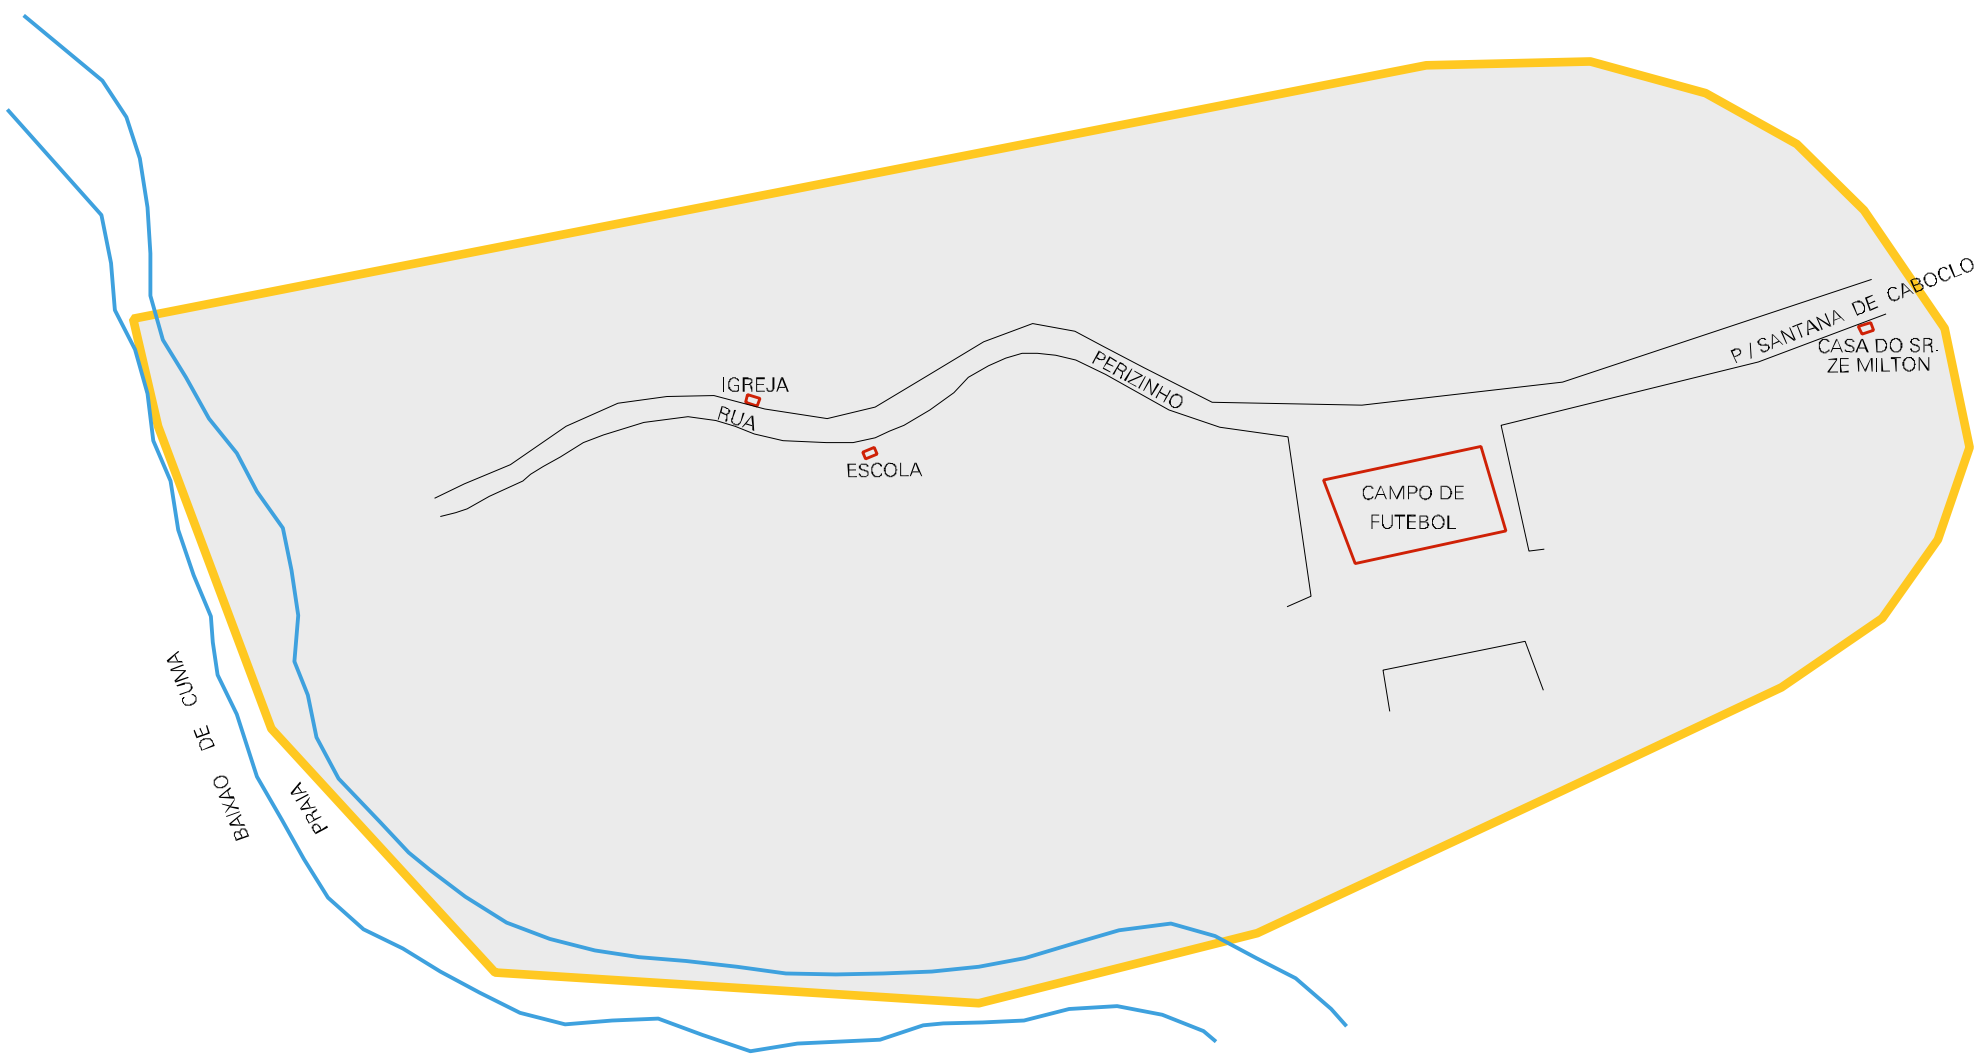 P / SANTANA DE CABOCLO
CASA DO SR.
ZE MILTON
PERIZINHO
IGREJA
RUA
ESCOLA
CAMPO DE
FUTEBOL
BAIXAO DE CUMA
PRAIA